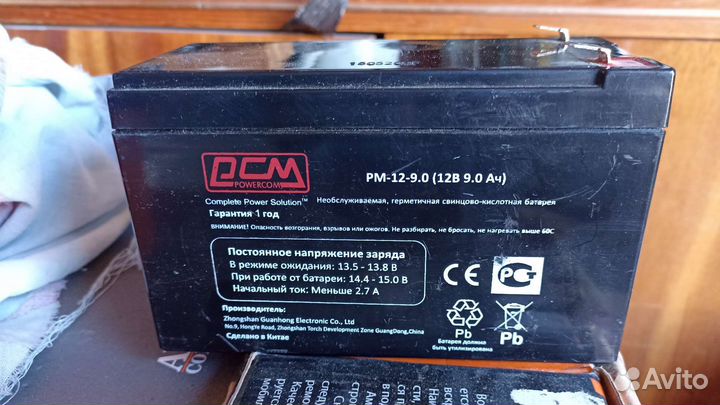 PCM
POWERCOM
PM-12-9.0 (12В 9.0 Ач)
Complete Power Solution™
Необслуживаемая, герметичная свинцово-кислотная батарея
Гарантия 1 год
ВНИМАНИЕ! Опасность возгорания, взрывов или ожогов. Не разбирать, не бросать, не нагревать выше 60С
Постоянное напряжение заряда
В режиме ожидания: 13.5 - 13.8 В
При работе от батареи: 14.4 - 15.0 В
Начальный ток: Меньше 2.7 А
CE
РСТ
Производитель:
Zhongshan Guanhong Electronic Co./Ltd
No.9, HongYe Road, Zhongshan Torch Development Zone GuangDong,China
Сделано в Китае
Pb
Батарея должна
быть утилизирована
Pb
Avito